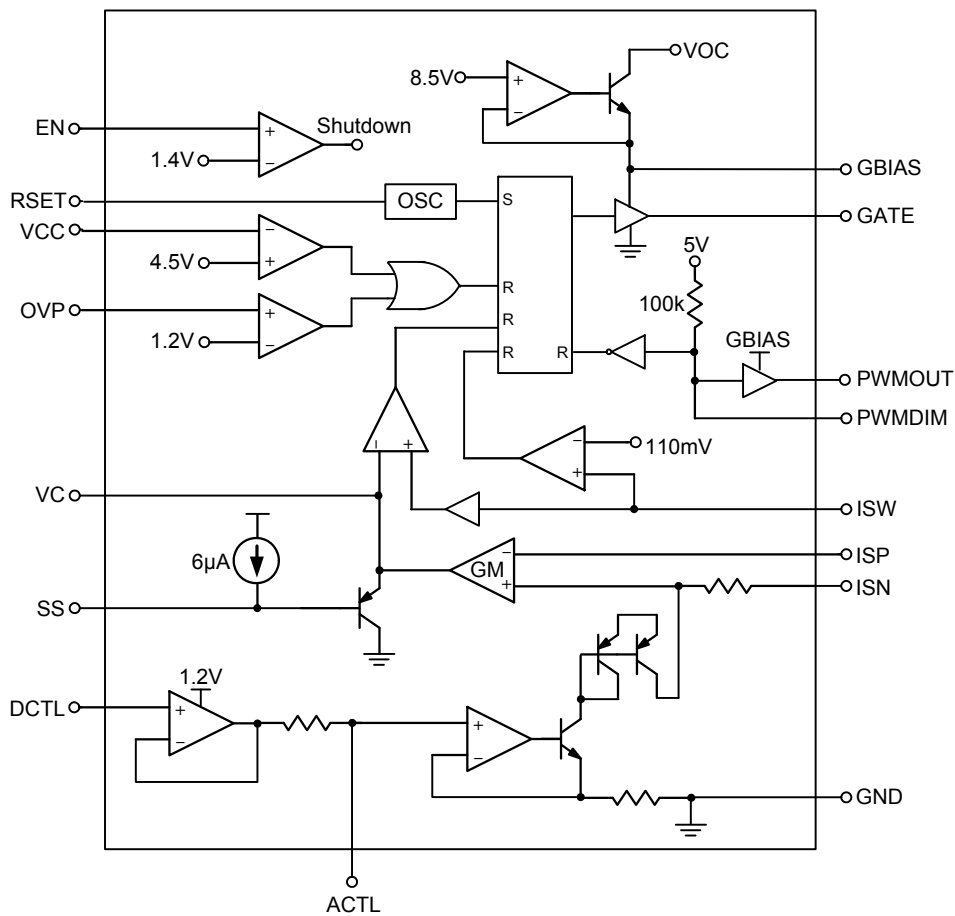 VOC
8.5V
+
−
EN
+
−
Shutdown
1.4V
GBIAS
RSET
OSC
S
GATE
VCC
−
+
4.5V
5V
R
100k
OVP
+
−
1.2V
R
R
R
GBIAS
PWMOUT
PWMDIM
−
+
−
+
110mV
VC
ISW
6µA
GM
−
+
ISP
ISN
SS
1.2V
DCTL
+
−
+
−
GND
ACTL